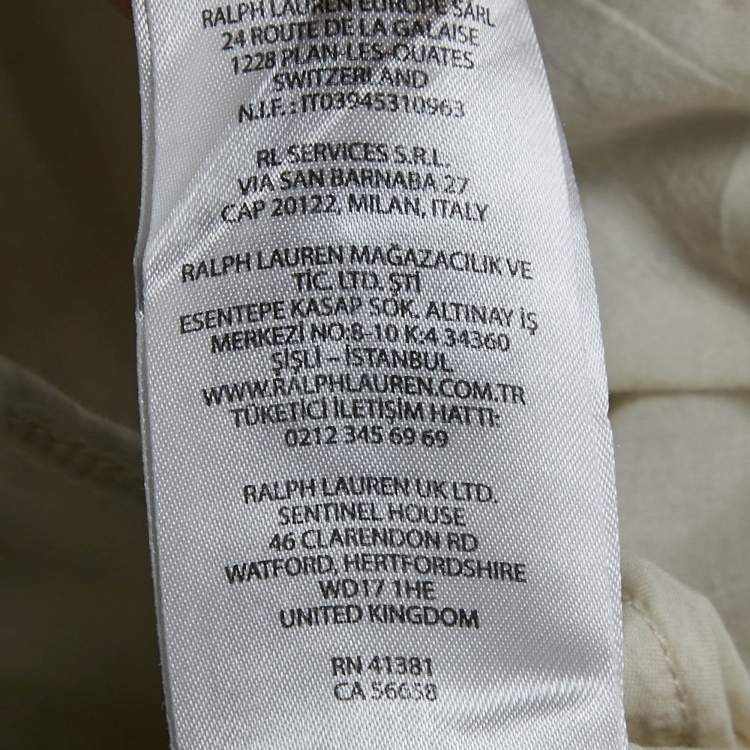 RALPH LAUREN EUROPE SARL
24 ROUTE DE LA GALAISE
1228 PLAN-LES-OUATES
SWITZERLAND
N.I.F.: IT03945310963
RL SERVICES S.R.L.
VIA SAN BARNABA 27
CAP 20122, MILAN, ITALY
RALPH LAUREN MAĞAZACILIK VE
TİC. LTD. ŞTİ
ESENTEPE KASAP SOK. ALTINAY İŞ
MERKEZİ NO:8-10 K:4 34360
ŞİŞLİ – İSTANBUL
WWW.RALPHLAUREN.COM.TR
TÜKETİCİ İLETİŞİM HATTI:
0212 345 69 69
RALPH LAUREN UK LTD.
SENTINEL HOUSE
46 CLARENDON RD
WATFORD, HERTFORDSHIRE
WD17 1HE
UNITED KINGDOM
RN 41381
CA 56658